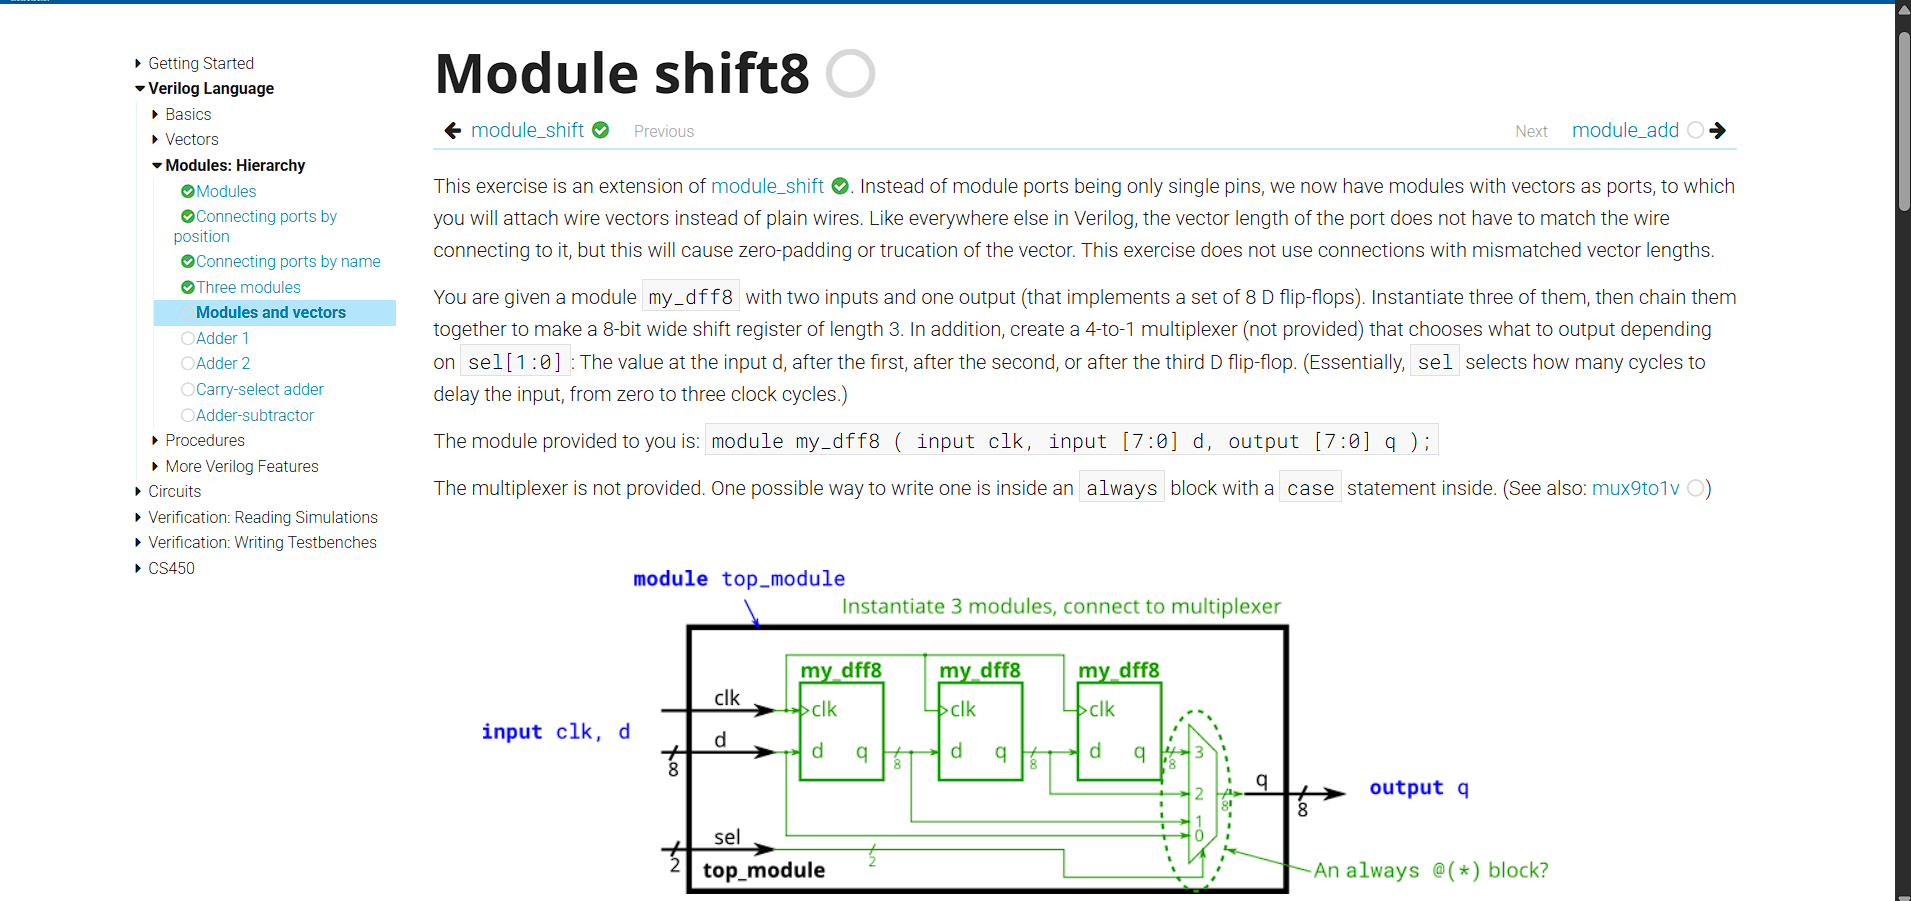 Getting Started
Verilog Language
Basics
Vectors
Modules: Hierarchy
Modules
Connecting ports by
position
Connecting ports by name
Three modules
Modules and vectors
Adder 1
Adder 2
Carry-select adder
Adder-subtractor
Procedures
More Verilog Features
Circuits
Verification: Reading Simulations
Verification: Writing Testbenches
CS450
Module shift8
module_shift Previous
Next module_add
This exercise is an extension of module_shift . Instead of module ports being only single pins, we now have modules with vectors as ports, to which
you will attach wire vectors instead of plain wires. Like everywhere else in Verilog, the vector length of the port does not have to match the wire
connecting to it, but this will cause zero-padding or trucation of the vector. This exercise does not use connections with mismatched vector lengths.
You are given a module my_dff8 with two inputs and one output (that implements a set of 8 D flip-flops). Instantiate three of them, then chain them
together to make a 8-bit wide shift register of length 3. In addition, create a 4-to-1 multiplexer (not provided) that chooses what to output depending
on sel[1:0] : The value at the input d, after the first, after the second, or after the third D flip-flop. (Essentially, sel selects how many cycles to
delay the input, from zero to three clock cycles.)
The module provided to you is: module my_dff8 ( input clk, input [7:0] d, output [7:0] q );
The multiplexer is not provided. One possible way to write one is inside an always block with a case statement inside. (See also: mux9to1v )
module top_module
Instantiate 3 modules, connect to multiplexer
my_dff8 my_dff8 my_dff8
clk clk clk clk
input clk, d
d d q d q d q 3
8 8 8 8
2 8
q output q
8
1
0
sel
2 2
top_module
An always @(*) block?